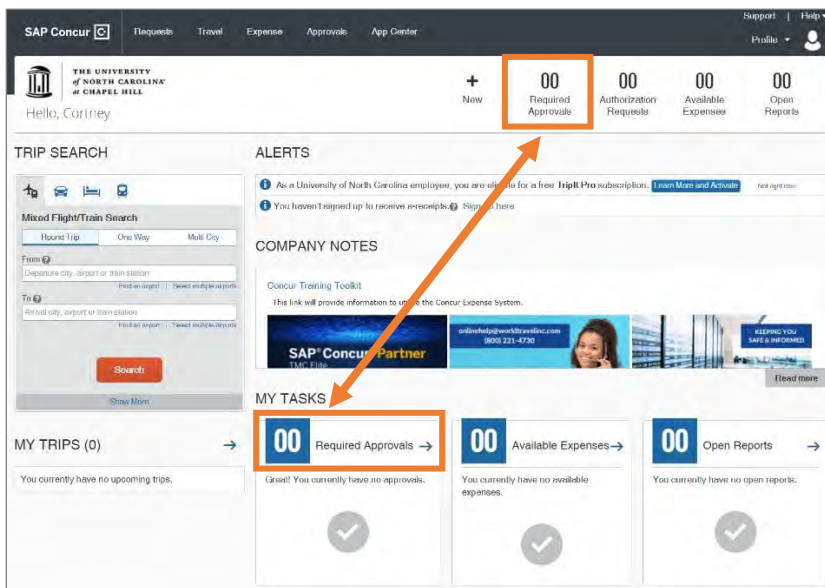 Support | Help
SAP Concur C Requests Travel Expense Approvals App Center
Profile
THE UNIVERSITY
of NORTH CAROLINA
at CHAPEL HILL
Hello, Cortney
+ 00 00 00 00
New Required Authorization Available Open
Approvals Requests Expenses Reports
TRIP SEARCH
Mixed Flight/Train Search
Round Trip One Way Multi City
From
Departure city, airport or train station
Find an airport | Select multiple airports
To
Arrival city, airport or train station
Find an airport | Select multiple airports
Search
Show More
MY TRIPS (0)
You currently have no upcoming trips.
ALERTS
As a University of North Carolina employee, you are eligible for a free TripIt Pro subscription. Learn More and Activate Not right now
You haven't signed up to receive e-receipts. Sign up here
COMPANY NOTES
Concur Training Toolkit
This link will provide information to utilize the Concur Expense System.
SAP Concur Partner
TMC Elite
onlinehelp@worldtravelinc.com
(800) 221-4730
KEEPING YOU
SAFE & INFORMED
Read more
MY TASKS
00 Required Approvals
Great! You currently have no approvals.
00 Available Expenses
You currently have no available
expenses.
00 Open Reports
You currently have no open reports.